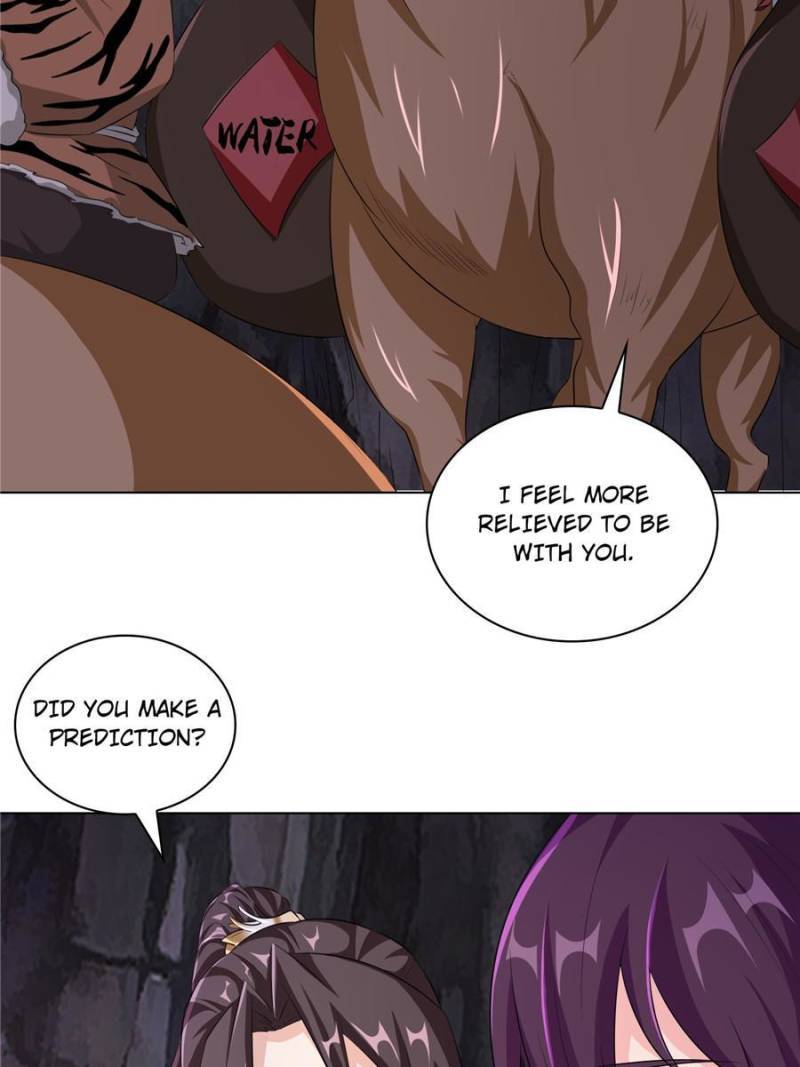 WATER
I FEEL MORE
RELIEVED TO BE
WITH YOU.
DID YOU MAKE A
PREDICTION?